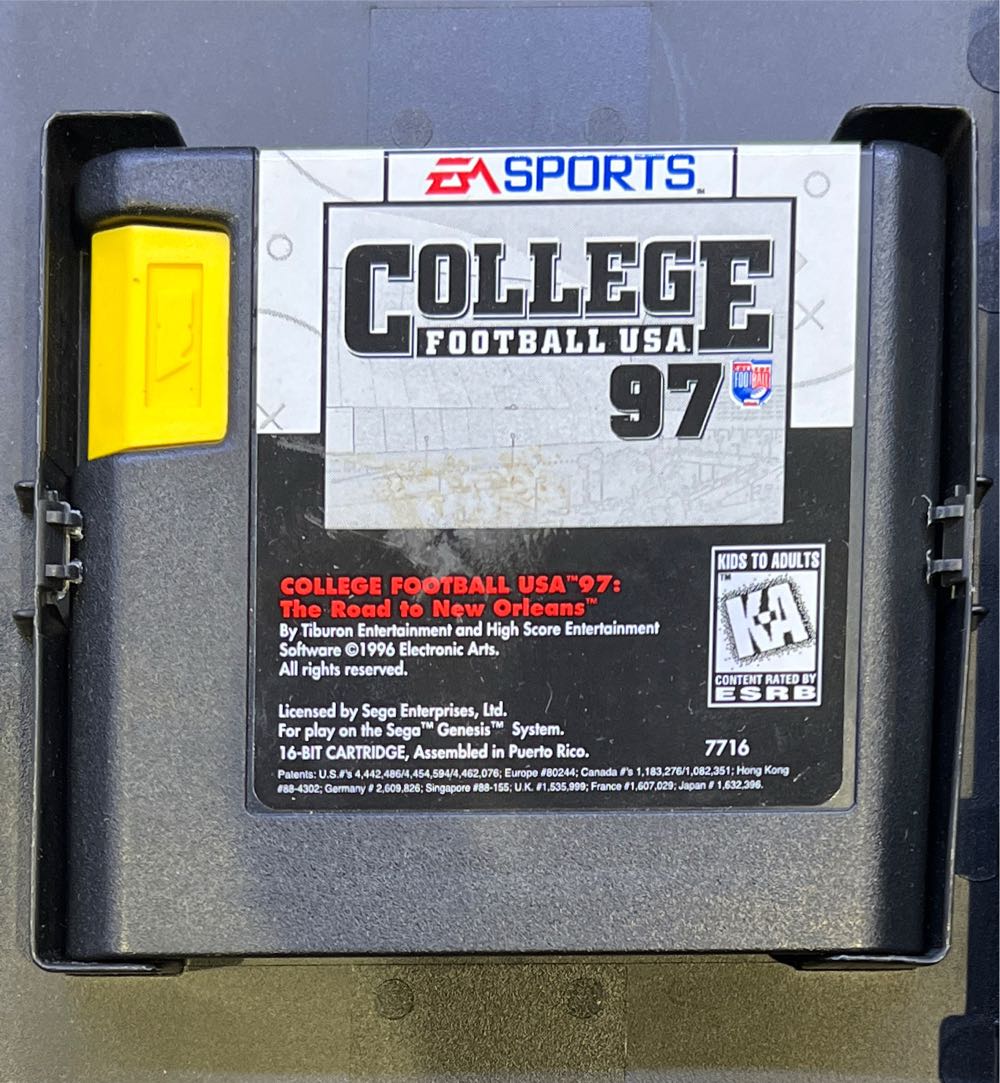 EA SPORTS™
COLLEGE
FOOTBALL USA
97
FOOTBALL
COLLEGE FOOTBALL USA™97:
The Road to New Orleans™
By Tiburon Entertainment and High Score Entertainment
Software ©1996 Electronic Arts.
All rights reserved.
KIDS TO ADULTS
™
K-A
CONTENT RATED BY
ESRB
Licensed by Sega Enterprises, Ltd.
For play on the Sega™ Genesis™ System.
16-BIT CARTRIDGE, Assembled in Puerto Rico.
7716
Patents: U.S.#'s 4,442,486/4,454,594/4,462,076; Europe #80244; Canada #'s 1,183,276/1,082,351; Hong Kong
#88-4302; Germany # 2,609,826; Singapore #88-155; U.K. #1,535,999; France #1,607,029; Japan # 1,632,396.